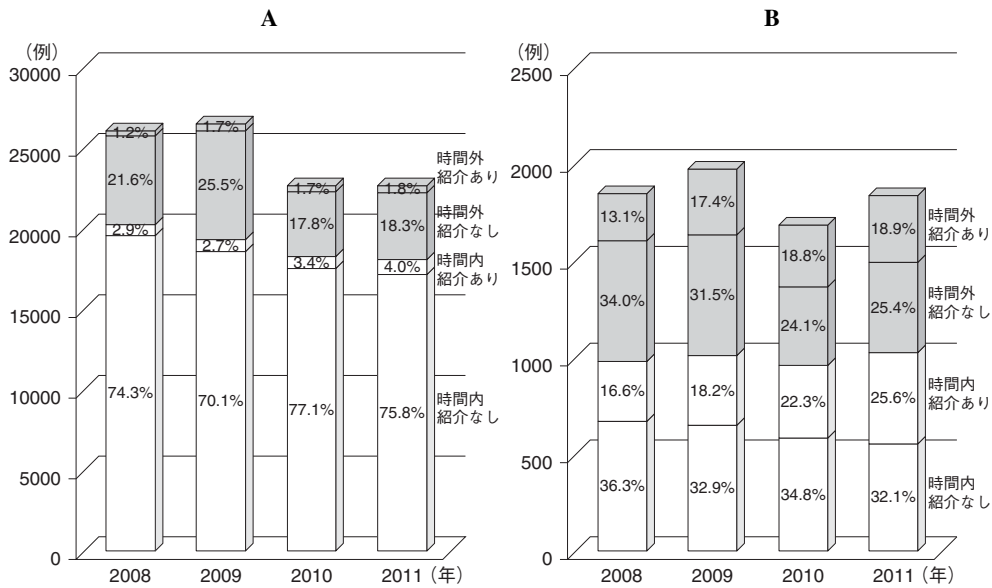 A
(例)
30000
25000
20000
15000
10000
5000
0
1.2%
21.6%
2.9%
74.3%
1.7%
25.5%
2.7%
70.1%
1.7%
17.8%
3.4%
77.1%
1.8%
18.3%
4.0%
75.8%
時間外
紹介あり
時間外
紹介なし
時間内
紹介あり
時間内
紹介なし
2008 2009 2010 2011(年)
B
(例)
2500
2000
1500
1000
500
0
13.1%
34.0%
16.6%
36.3%
17.4%
31.5%
18.2%
32.9%
18.8%
24.1%
22.3%
34.8%
18.9%
25.4%
25.6%
32.1%
時間外
紹介あり
時間外
紹介なし
時間内
紹介あり
時間内
紹介なし
2008 2009 2010 2011(年)